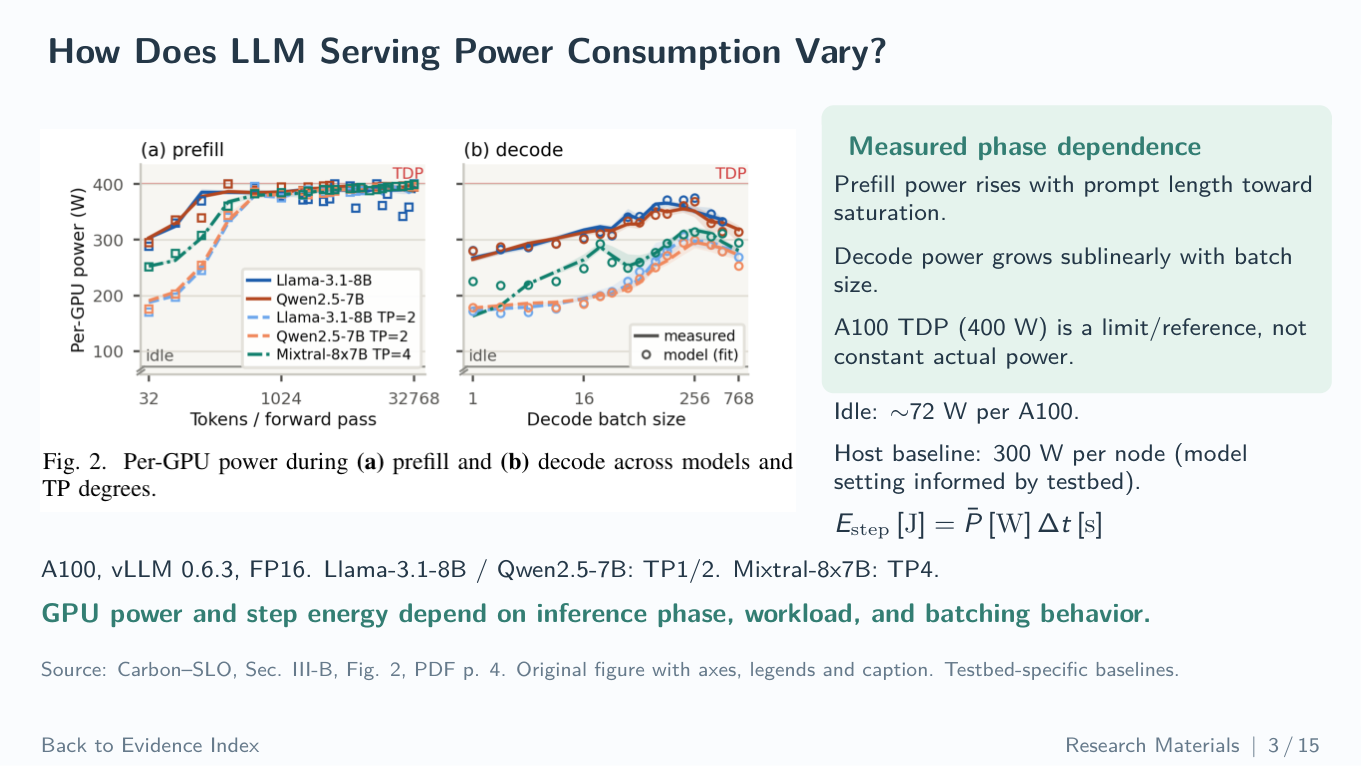 How Does LLM Serving Power Consumption Vary?
(a) prefill
TDP
400
300
200
100
Per-GPU power (W)
idle
Llama-3.1-8B
Qwen2.5-7B
Llama-3.1-8B TP=2
Qwen2.5-7B TP=2
Mixtral-8x7B TP=4
32 1024 32768
Tokens / forward pass
(b) decode
TDP
idle
measured
model (fit)
1 16 256 768
Decode batch size
Fig. 2. Per-GPU power during (a) prefill and (b) decode across models and
TP degrees.
Measured phase dependence
Prefill power rises with prompt length toward
saturation.
Decode power grows sublinearly with batch
size.
A100 TDP (400 W) is a limit/reference, not
constant actual power.
Idle: ∼72 W per A100.
Host baseline: 300 W per node (model
setting informed by testbed).
E_step [J] = P̄ [W] Δt [s]
A100, vLLM 0.6.3, FP16. Llama-3.1-8B / Qwen2.5-7B: TP1/2. Mixtral-8x7B: TP4.
GPU power and step energy depend on inference phase, workload, and batching behavior.
Source: Carbon–SLO, Sec. III-B, Fig. 2, PDF p. 4. Original figure with axes, legends and caption. Testbed-specific baselines.
Back to Evidence Index
Research Materials | 3 / 15